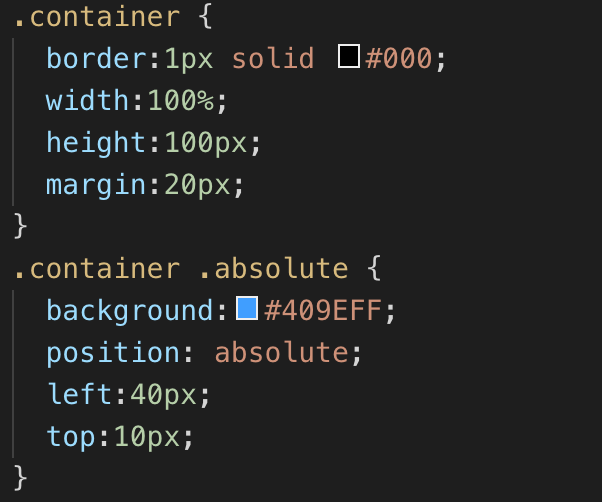 .container {
border:1px solid #000;
width:100%;
height:100px;
margin:20px;
}
.container .absolute {
background:#409EFF;
position: absolute;
left:40px;
top:10px;
}